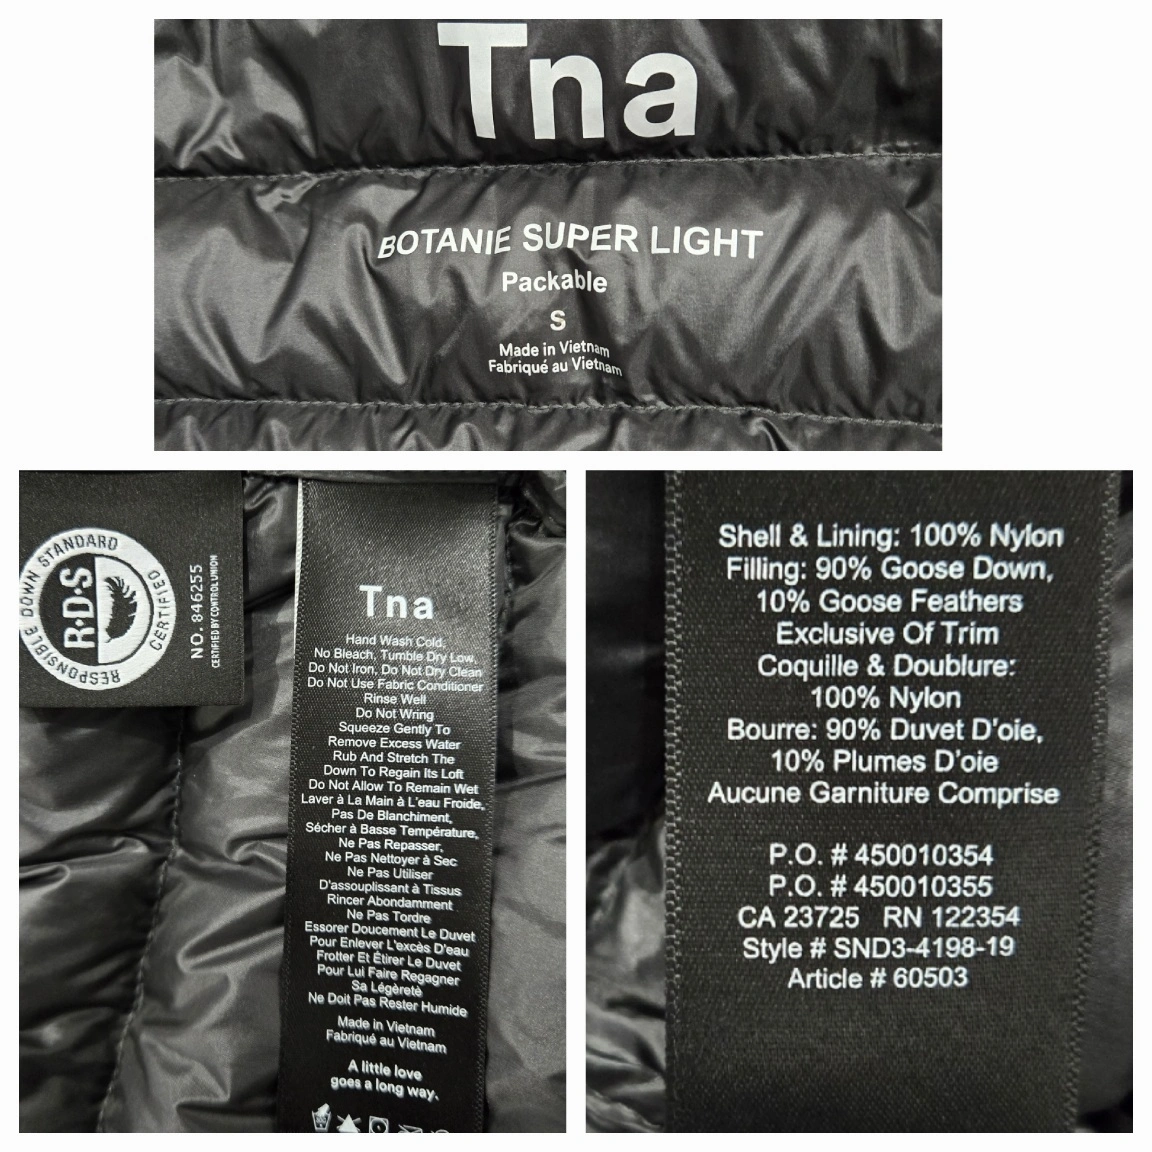 Tna
BOTANIE SUPER LIGHT
Packable
S
Made in Vietnam
Fabriqué au Vietnam
RESPONSIBLE DOWN STANDARD
R·D·S
CERTIFIED
NO. 846255
CERTIFIED BY CONTROL UNION
Tna
Hand Wash Cold,
No Bleach, Tumble Dry Low,
Do Not Iron, Do Not Dry Clean
Do Not Use Fabric Conditioner
Rinse Well
Do Not Wring
Squeeze Gently To
Remove Excess Water
Rub And Stretch The
Down To Regain Its Loft
Do Not Allow To Remain Wet
Laver à La Main à L'eau Froide,
Pas De Blanchiment,
Sécher à Basse Température,
Ne Pas Repasser,
Ne Pas Nettoyer à Sec
Ne Pas Utiliser
D'assouplissant à Tissus
Rincer Abondamment
Ne Pas Tordre
Essorer Doucement Le Duvet
Pour Enlever L'excès D'eau
Frotter Et Étirer Le Duvet
Pour Lui Faire Regagner
Sa Légèreté
Ne Doit Pas Rester Humide
Made in Vietnam
Fabriqué au Vietnam
A little love
goes a long way.
Shell & Lining: 100% Nylon
Filling: 90% Goose Down,
10% Goose Feathers
Exclusive Of Trim
Coquille & Doublure:
100% Nylon
Bourre: 90% Duvet D'oie,
10% Plumes D'oie
Aucune Garniture Comprise
P.O. # 450010354
P.O. # 450010355
CA 23725 RN 122354
Style # SND3-4198-19
Article # 60503